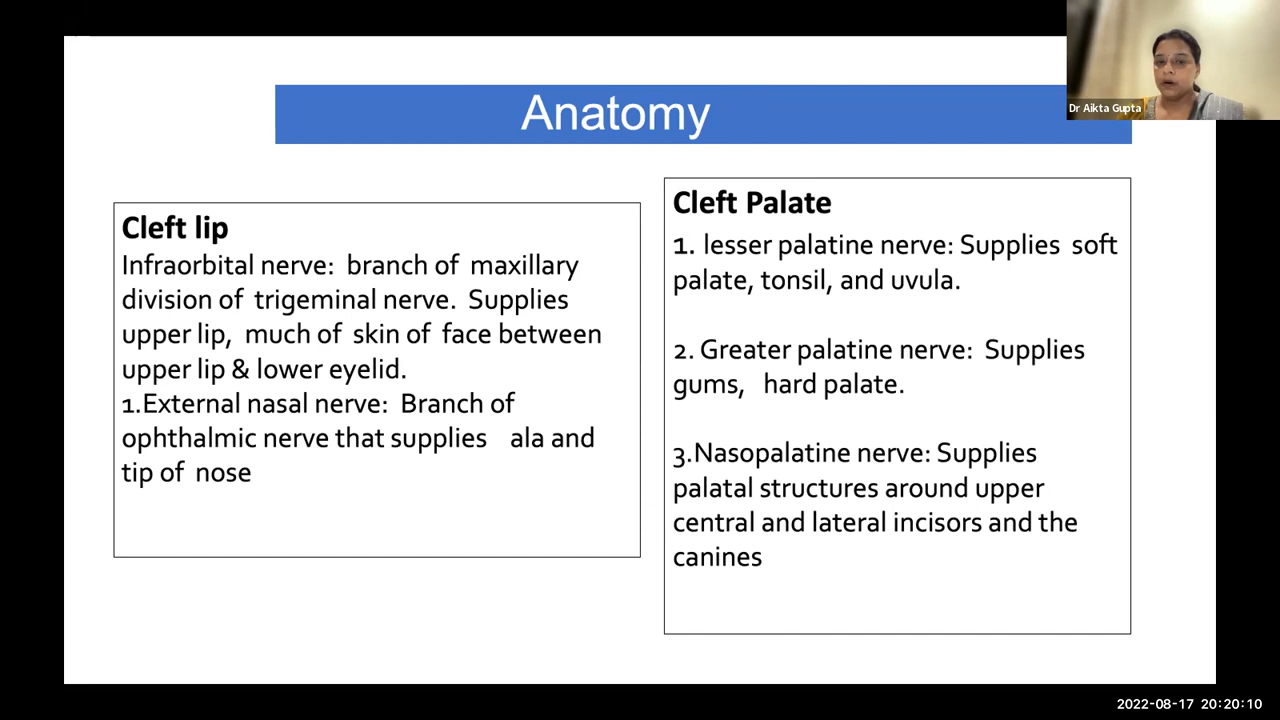 Anatomy
Dr Aikta Gupta
Cleft lip
Infraorbital nerve: branch of maxillary
division of trigeminal nerve. Supplies
upper lip, much of skin of face between
upper lip & lower eyelid.
1.External nasal nerve: Branch of
ophthalmic nerve that supplies ala and
tip of nose
Cleft Palate
1. lesser palatine nerve: Supplies soft
palate, tonsil, and uvula.
2. Greater palatine nerve: Supplies
gums, hard palate.
3.Nasopalatine nerve: Supplies
palatal structures around upper
central and lateral incisors and the
canines
2022-08-17 20:20:10